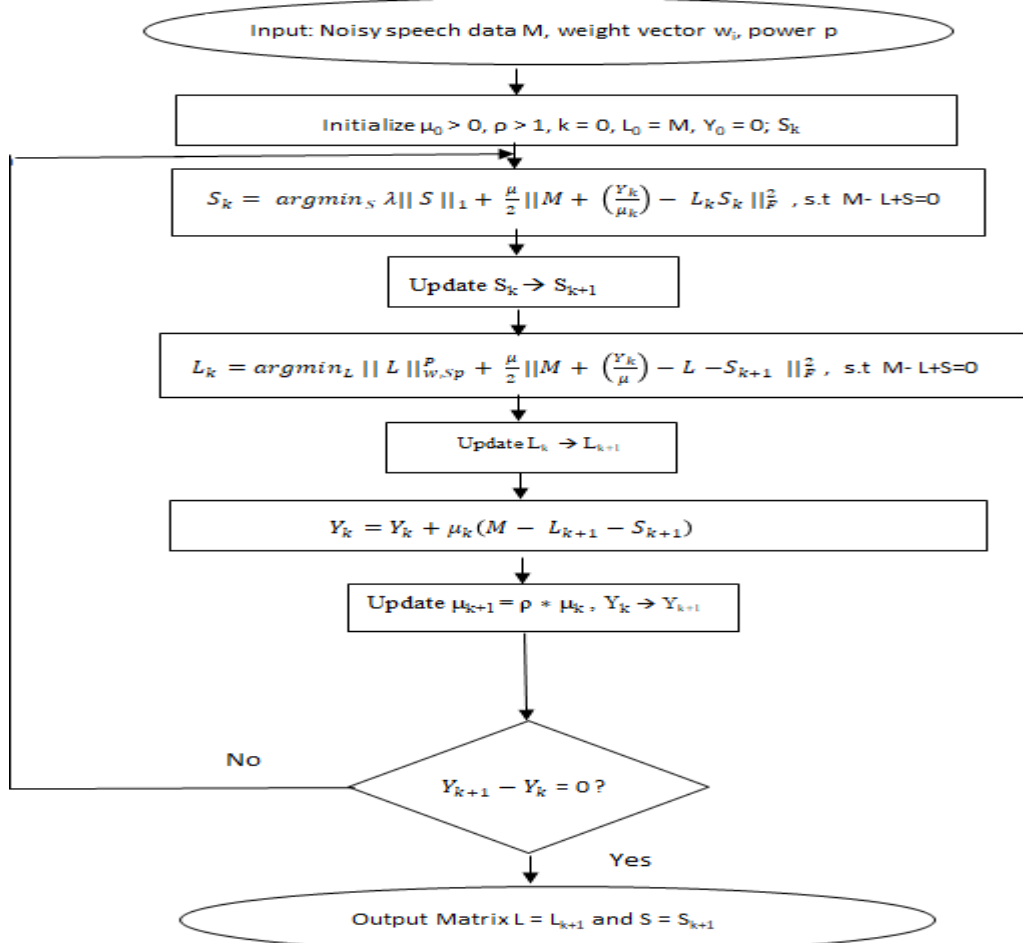 Input: Noisy speech data M, weight vector wᵢ, power p
Initialize μ₀ > 0, ρ > 1, k = 0, L₀ = M, Y₀ = 0; Sₖ
Sₖ = argminₛ λ|| S ||₁ + μ/2 ||M + (Yₖ/μₖ) − LₖSₖ ||²_F , s.t M- L+S=0
Update Sₖ → Sₖ₊₁
Lₖ = argmin_L || L ||^P_{w,Sp} + μ/2 ||M + (Yₖ/μ) − L −Sₖ₊₁ ||²_F, s.t M- L+S=0
Update Lₖ → Lₖ₊₁
Yₖ = Yₖ + μₖ(M − Lₖ₊₁ − Sₖ₊₁)
Update μₖ₊₁ = ρ * μₖ , Yₖ → Yₖ₊₁
No
Yₖ₊₁ − Yₖ = 0 ?
Yes
Output Matrix L = Lₖ₊₁ and S = Sₖ₊₁